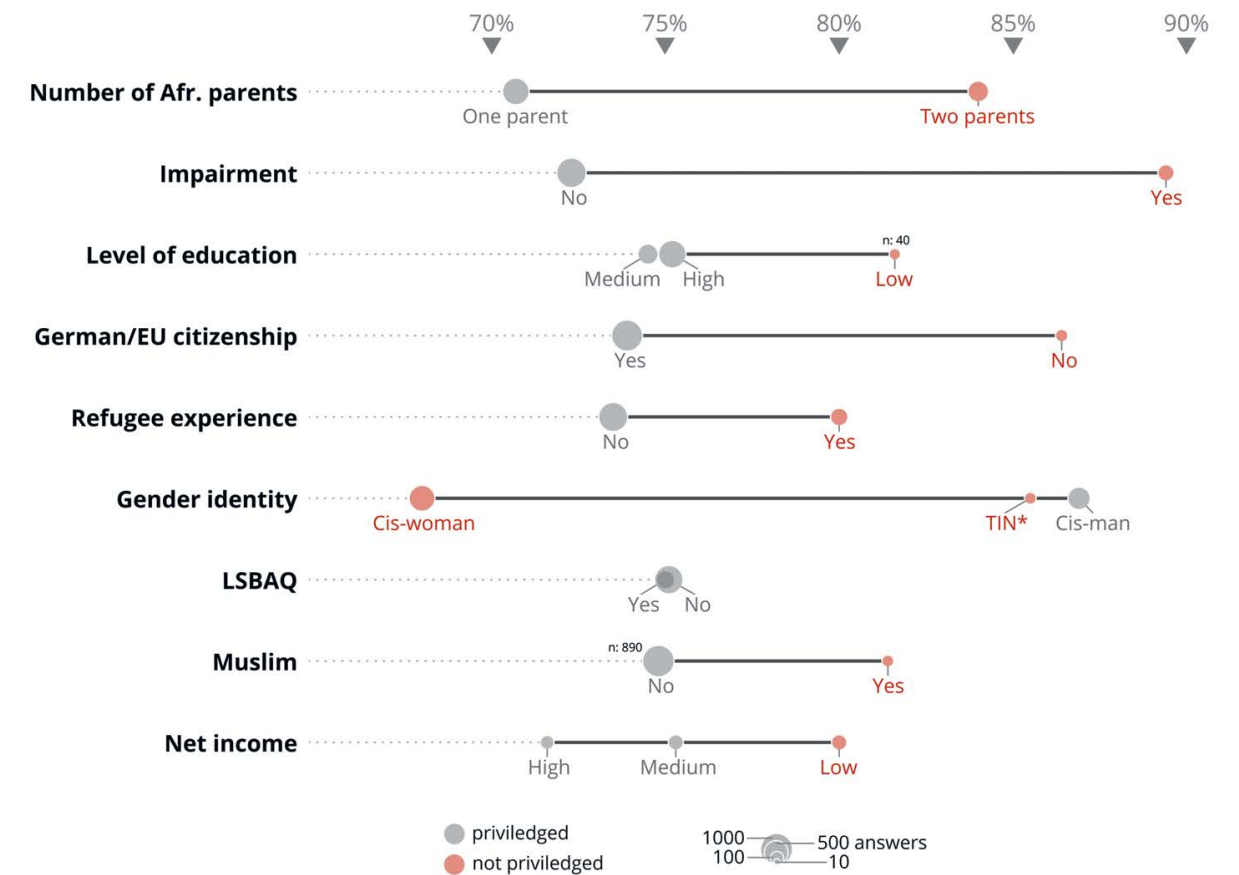 70% 75% 80% 85% 90%
Number of Afr. parents
One parent Two parents
Impairment
No Yes
n: 40
Level of education
Medium High Low
German/EU citizenship
Yes No
Refugee experience
No Yes
Gender identity
Cis-woman TIN* Cis-man
LSBAQ
Yes No
n: 890
Muslim
No Yes
Net income
High Medium Low
priviledged
not priviledged
1000 500 answers
100 10